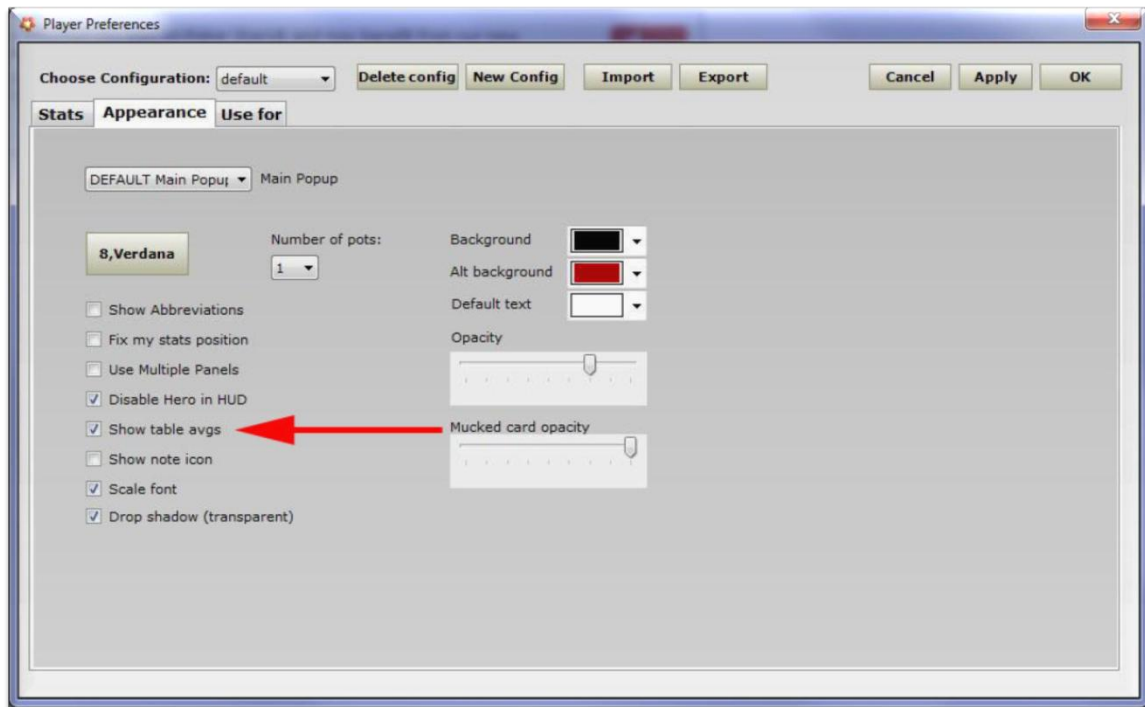 Player Preferences
Choose Configuration: default Delete config New Config Import Export Cancel Apply OK
Stats Appearance Use for
DEFAULT Main Popu Main Popup
8,Verdana
Number of pots:
1
Background
Alt background
Default text
Show Abbreviations
Fix my stats position
Use Multiple Panels
Disable Hero in HUD
Show table avgs
Show note icon
Scale font
Drop shadow (transparent)
Opacity
Mucked card opacity